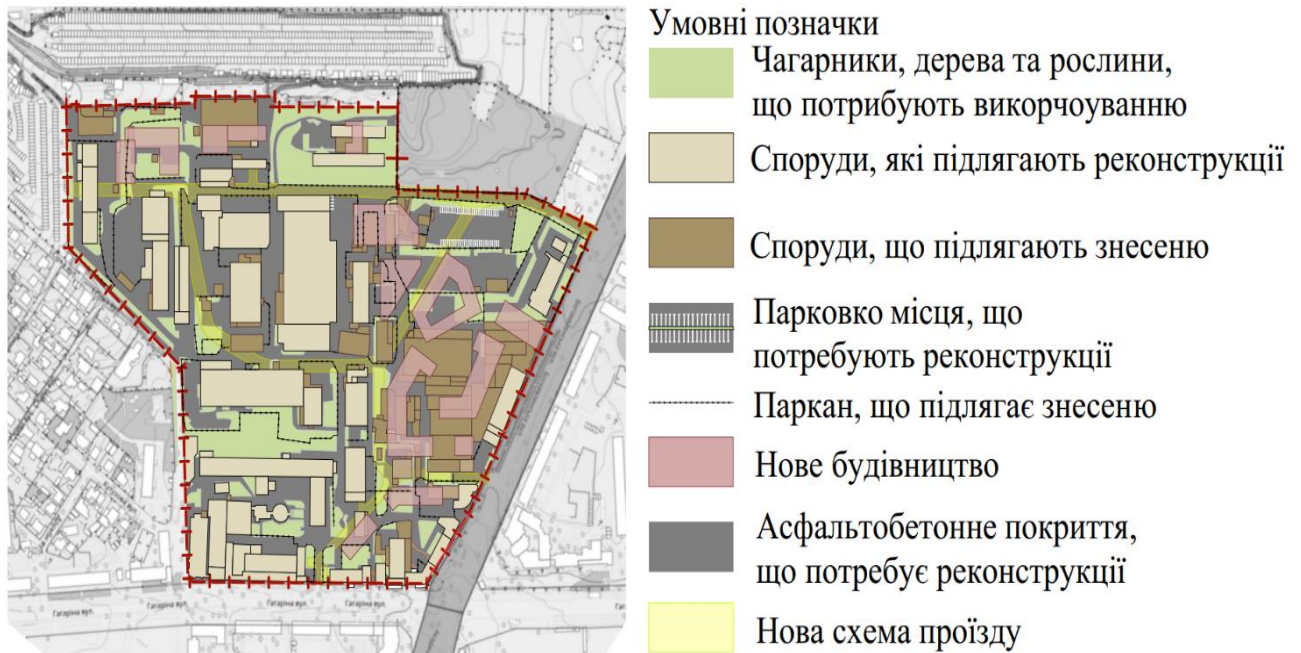 Умовні позначки
Чагарники, дерева та рослини,
що потрибують викорчоуванню
Споруди, які підлягають реконструкції
Споруди, що підлягають знесеню
Парковко місця, що
потребують реконструкції
Паркан, що підлягає знесеню
Нове будівництво
Асфальтобетонне покриття,
що потребує реконструкції
Нова схема проїзду
Гагаріна вул.
Гагаріна вул.
Гагаріна вул.